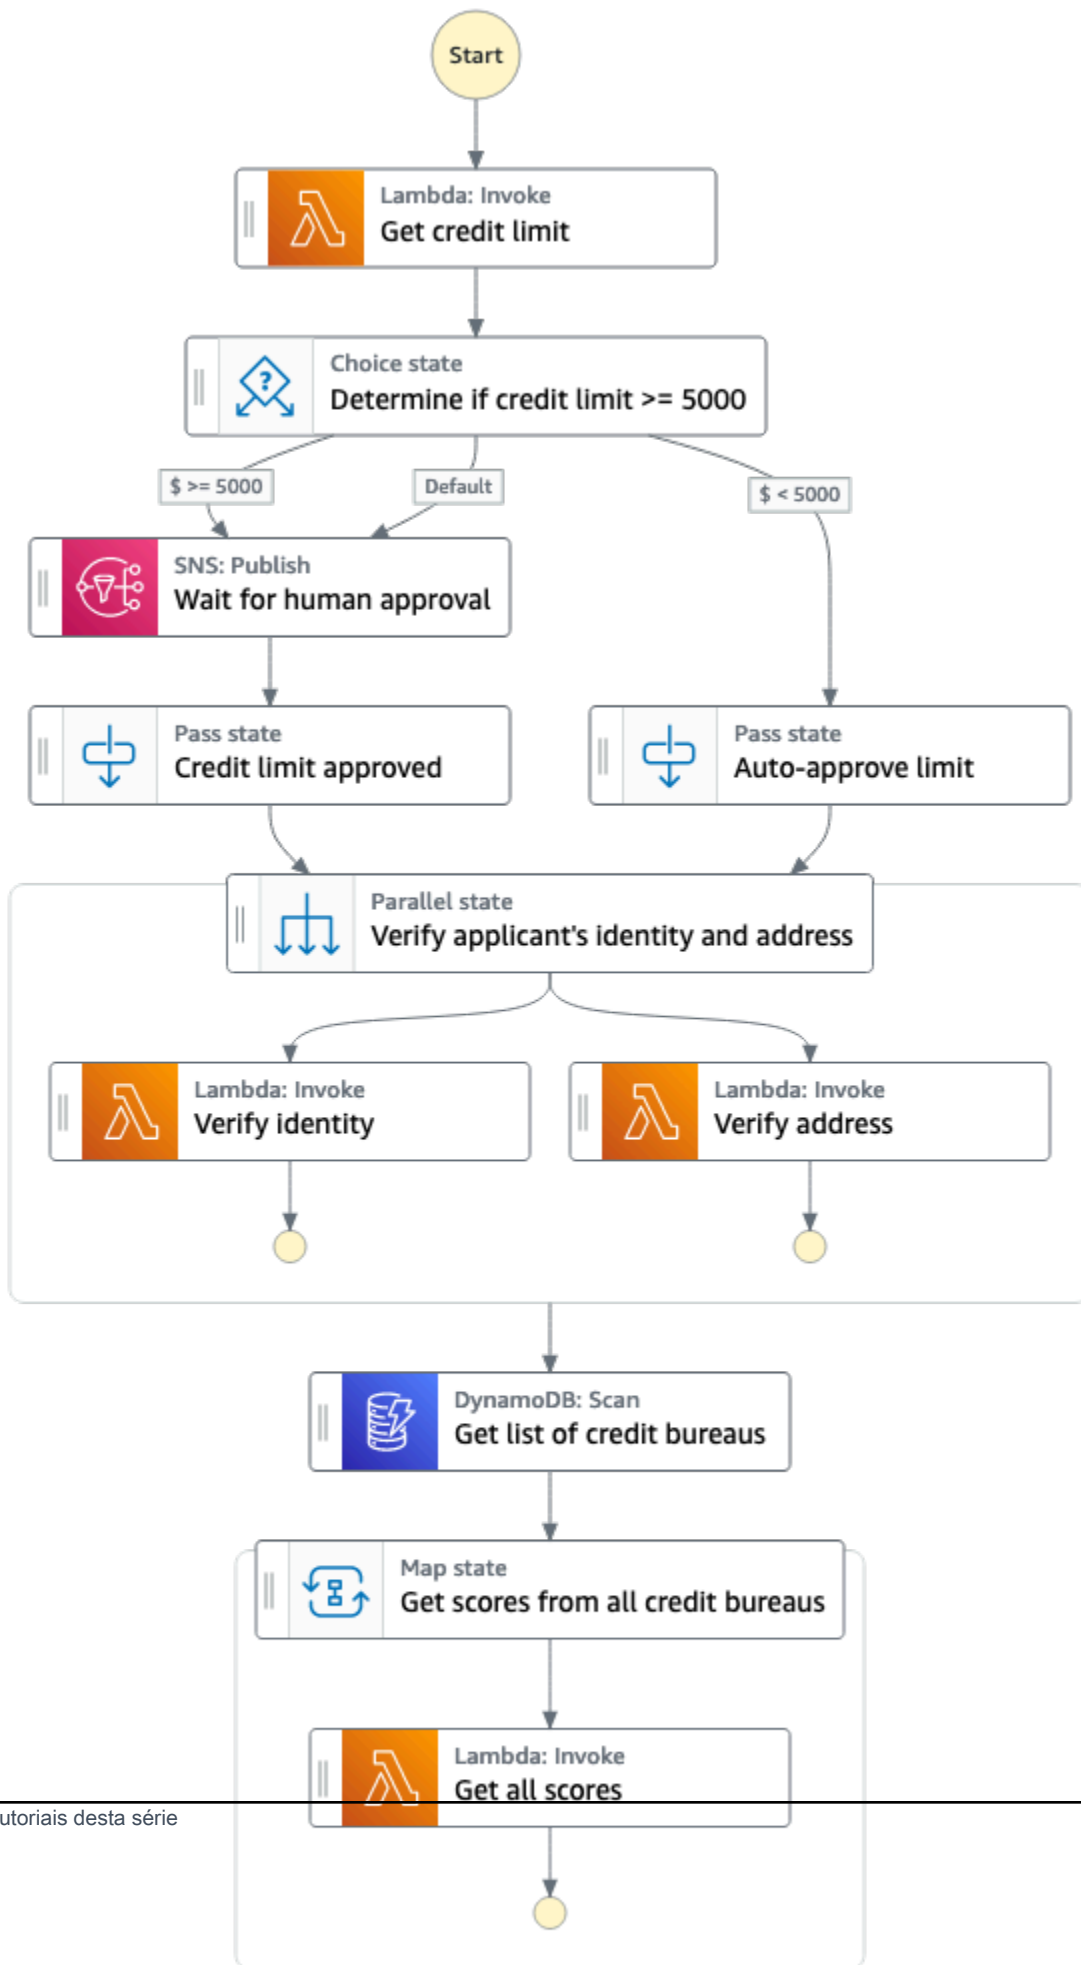 Start
Lambda: Invoke
Get credit limit
Choice state
Determine if credit limit >= 5000
$ >= 5000
Default
$ < 5000
SNS: Publish
Wait for human approval
Pass state
Credit limit approved
Pass state
Auto-approve limit
Parallel state
Verify applicant's identity and address
Lambda: Invoke
Verify identity
Lambda: Invoke
Verify address
DynamoDB: Scan
Get list of credit bureaus
Map state
Get scores from all credit bureaus
Lambda: Invoke
Get all scores
utoriais desta série